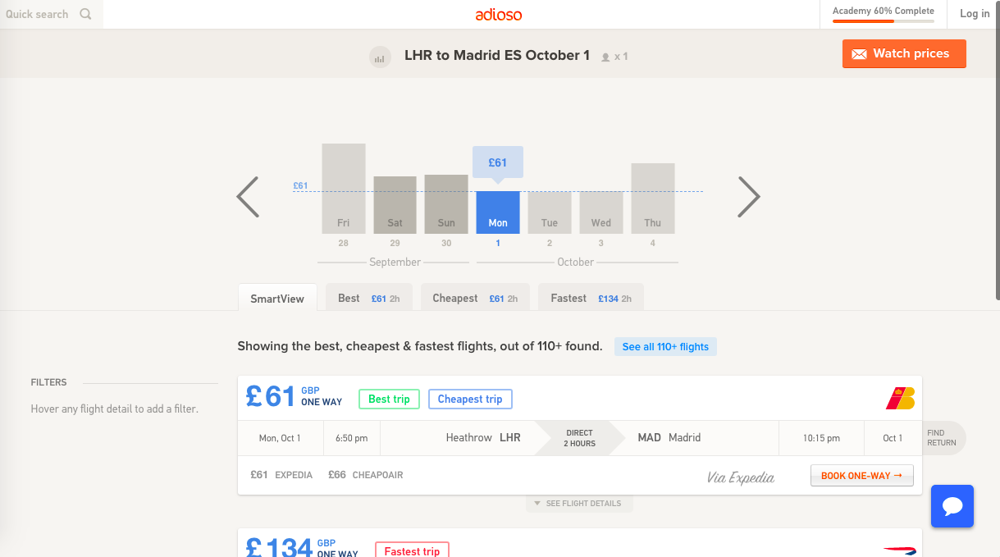 Quick search
adioso
Academy 60% Complete
Log in
LHR to Madrid ES October 1 x 1
Watch prices
£61
£61
Fri Sat Sun Mon Tue Wed Thu
28 29 30 1 2 3 4
September October
SmartView Best £61 2h Cheapest £61 2h Fastest £134 2h
Showing the best, cheapest & fastest flights, out of 110+ found. See all 110+ flights
FILTERS
Hover any flight detail to add a filter.
£61 GBP ONE WAY Best trip Cheapest trip
Mon, Oct 1 6:50 pm Heathrow LHR DIRECT 2 HOURS MAD Madrid 10:15 pm Oct 1 FIND RETURN
£61 EXPEDIA £66 CHEAPOAIR Via Expedia BOOK ONE-WAY →
SEE FLIGHT DETAILS
£134 GBP ONE WAY Fastest trip